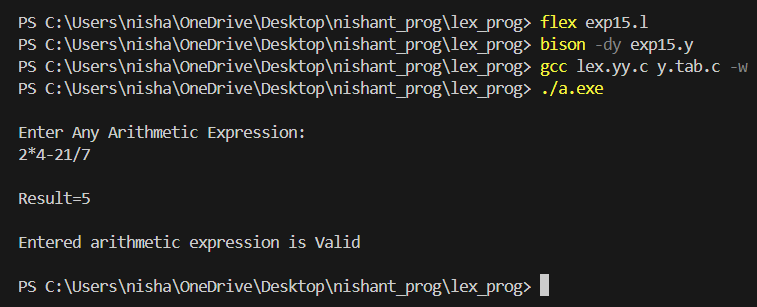 PS C:\Users\nisha\OneDrive\Desktop\nishant_prog\lex_prog> flex exp15.l
PS C:\Users\nisha\OneDrive\Desktop\nishant_prog\lex_prog> bison -dy exp15.y
PS C:\Users\nisha\OneDrive\Desktop\nishant_prog\lex_prog> gcc lex.yy.c y.tab.c -w
PS C:\Users\nisha\OneDrive\Desktop\nishant_prog\lex_prog> ./a.exe
Enter Any Arithmetic Expression:
2*4-21/7
Result=5
Entered arithmetic expression is Valid
PS C:\Users\nisha\OneDrive\Desktop\nishant_prog\lex_prog>